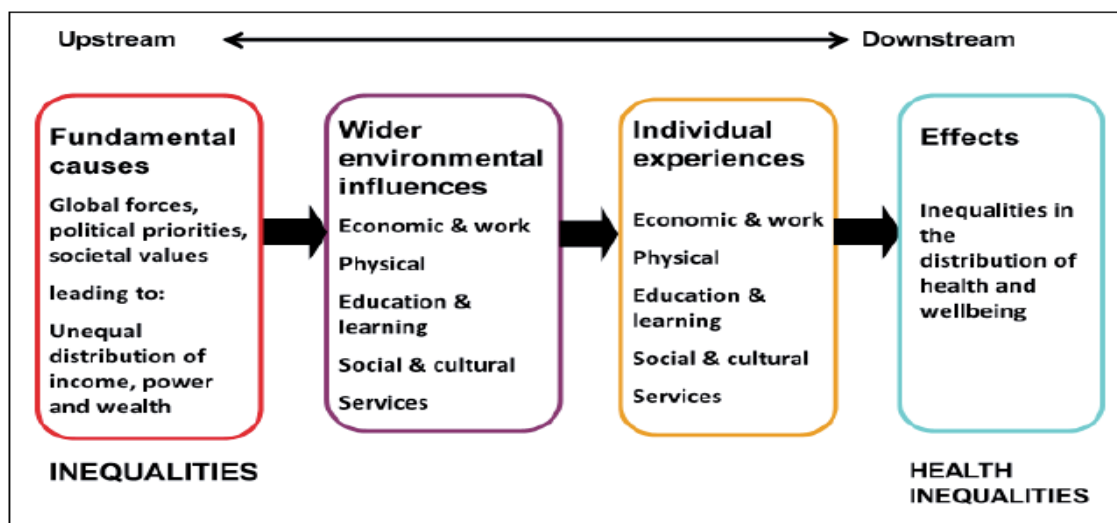 Upstream
Downstream
Fundamental
causes
Global forces,
political priorities,
societal values
leading to:
Unequal
distribution of
income, power
and wealth
Wider
environmental
influences
Economic & work
Physical
Education &
learning
Social & cultural
Services
Individual
experiences
Economic & work
Physical
Education &
learning
Social & cultural
Services
Effects
Inequalities in
the
distribution of
health and
wellbeing
INEQUALITIES
HEALTH
INEQUALITIES